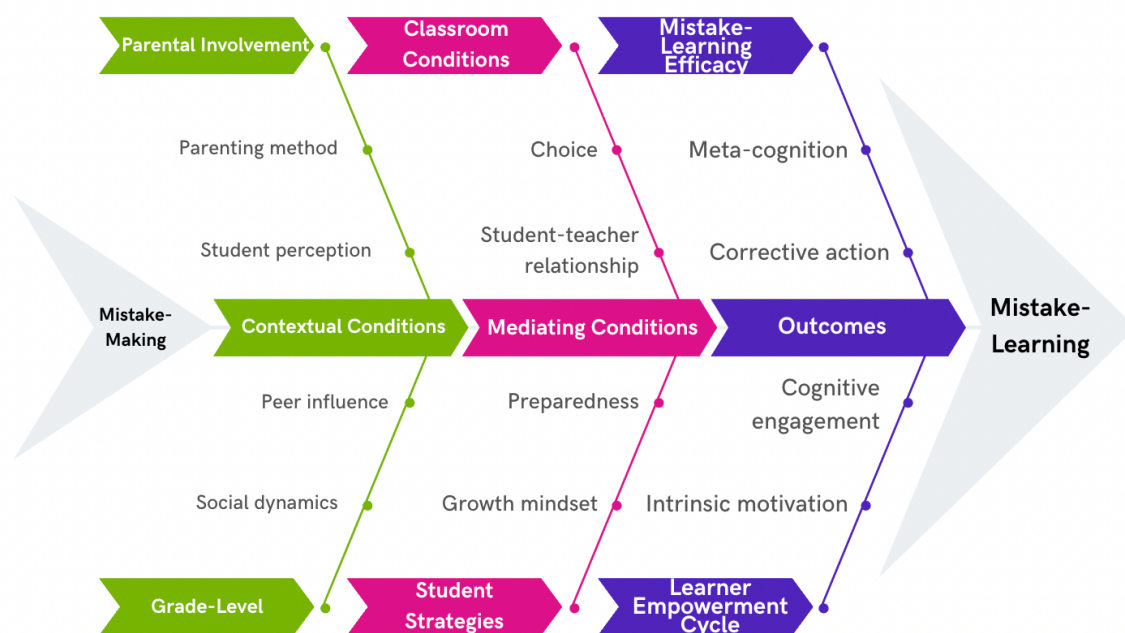 Parental Involvement
Classroom
Conditions
Mistake-
Learning
Efficacy
Parenting method
Choice
Meta-cognition
Student perception
Student-teacher
relationship
Corrective action
Mistake-
Making
Contextual Conditions
Mediating Conditions
Outcomes
Mistake-
Learning
Peer influence
Preparedness
Cognitive
engagement
Social dynamics
Growth mindset
Intrinsic motivation
Grade-Level
Student
Strategies
Learner
Empowerment
Cycle